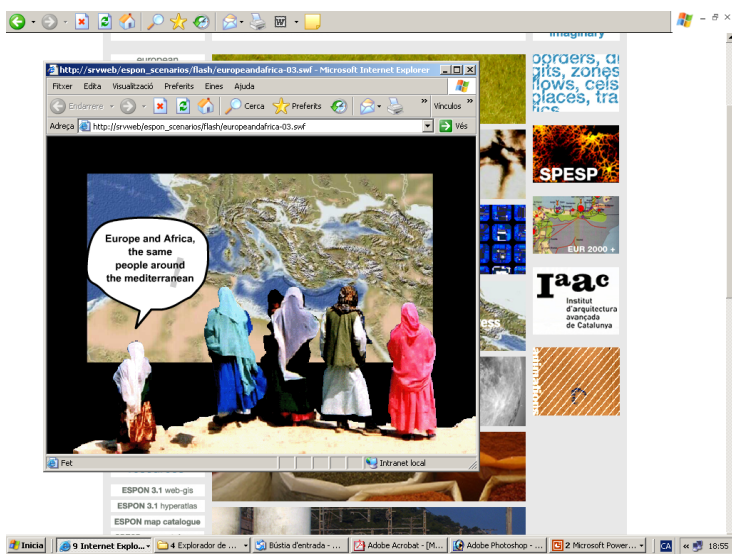 imaginary
european
http://srvweb/espon_scenarios/flash/europeandafrica-03.swf - Microsoft Internet Explorer
Fitxer Edita Visualització Preferits Eines Ajuda
Endarrere Cerca Preferits Vínculos
Adreça http://srvweb/espon_scenarios/flash/europeandafrica-03.swf Vés
Europe and Africa,
the same
people around
the mediterranean
Fet Intranet local
flows, cels
places, tra
SPESP
EUR 2000 +
Iaac
Institut
d'arquitectura
avançada
de Catalunya
ESPON 3.1 web-gis
ESPON 3.1 hyperatlas
ESPON map catalogue
Inicia 9 Internet Explo... 4 Explorador de ... Bústia d'entrada - ... Adobe Acrobat - [M... Adobe Photoshop - ... 2 Microsoft Power... CA 18:55